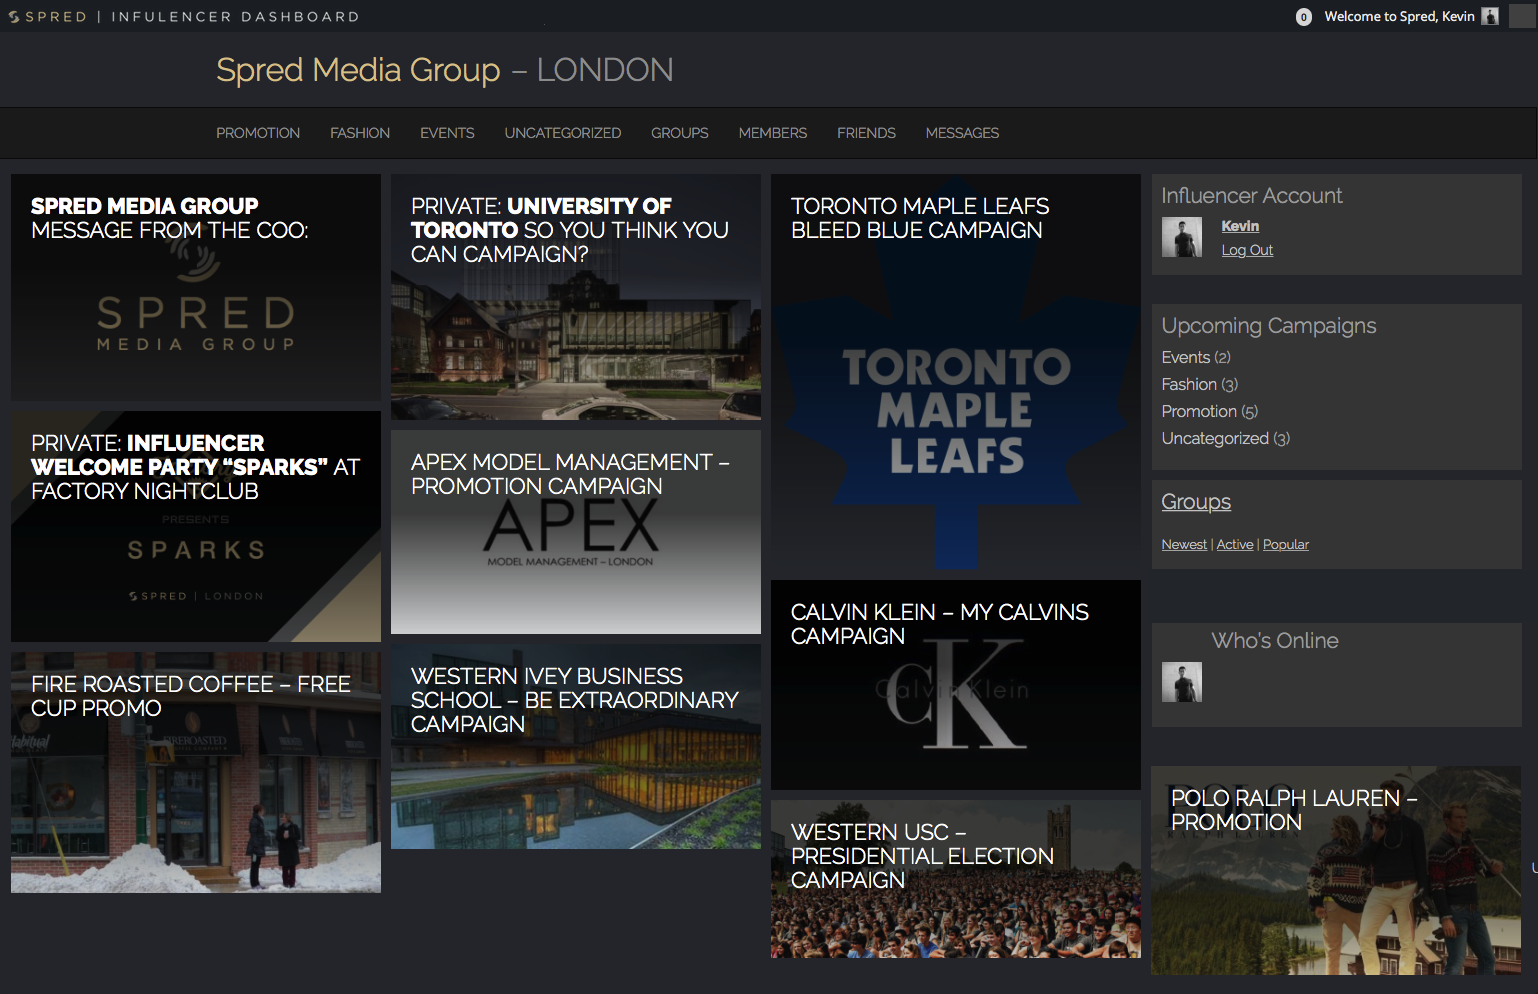 SPRED | INFULENCER DASHBOARD
0
Welcome to Spred, Kevin
Spred Media Group – LONDON
PROMOTION FASHION EVENTS UNCATEGORIZED GROUPS MEMBERS FRIENDS MESSAGES
SPRED MEDIA GROUP
MESSAGE FROM THE COO:
SPRED
MEDIA GROUP
PRIVATE: INFLUENCER
WELCOME PARTY “SPARKS” AT
FACTORY NIGHTCLUB
PRESENTS
SPARKS
SPRED | LONDON
FIRE ROASTED COFFEE – FREE
CUP PROMO
Habitual
FIREROASTED
PRIVATE: UNIVERSITY OF
TORONTO SO YOU THINK YOU
CAN CAMPAIGN?
APEX MODEL MANAGEMENT –
PROMOTION CAMPAIGN
APEX
MODEL MANAGEMENT – LONDON
WESTERN IVEY BUSINESS
SCHOOL – BE EXTRAORDINARY
CAMPAIGN
TORONTO MAPLE LEAFS
BLEED BLUE CAMPAIGN
TORONTO
MAPLE
LEAFS
CALVIN KLEIN – MY CALVINS
CAMPAIGN
cK
Calvin Klein
WESTERN USC –
PRESIDENTIAL ELECTION
CAMPAIGN
Influencer Account
Kevin
Log Out
Upcoming Campaigns
Events (2)
Fashion (3)
Promotion (5)
Uncategorized (3)
Groups
Newest | Active | Popular
Who’s Online
POLO RALPH LAUREN –
PROMOTION